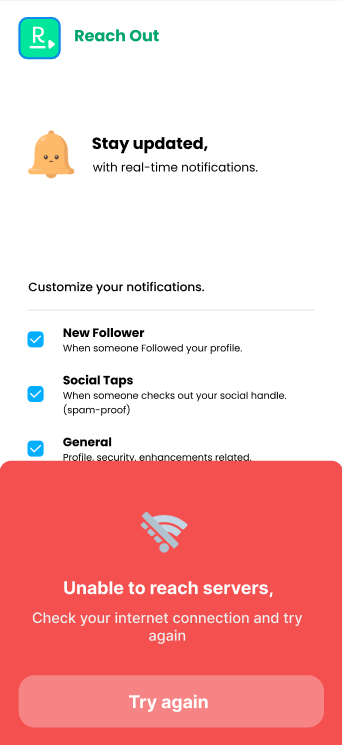 R
Reach Out
Stay updated,
with real-time notifications.
Customize your notifications.
New Follower
When someone Followed your profile.
Social Taps
When someone checks out your social handle.
(spam-proof)
General
Profile, security, enhancements related.
Unable to reach servers,
Check your internet connection and try
again
Try again